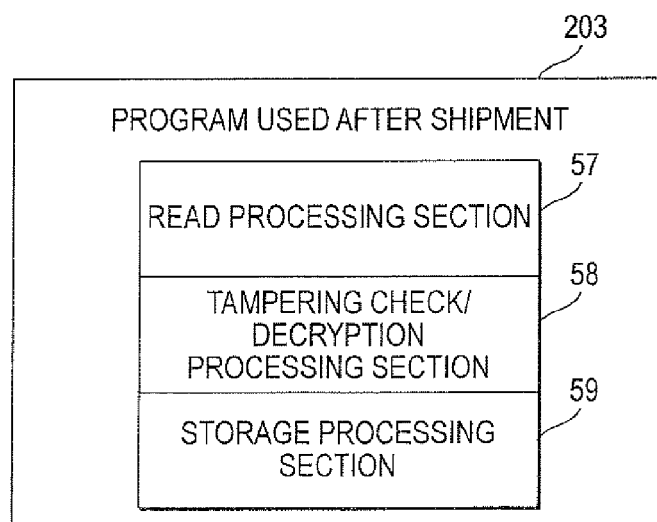 203
PROGRAM USED AFTER SHIPMENT
57
READ PROCESSING SECTION
58
TAMPERING CHECK/
DECRYPTION
PROCESSING SECTION
59
STORAGE PROCESSING
SECTION